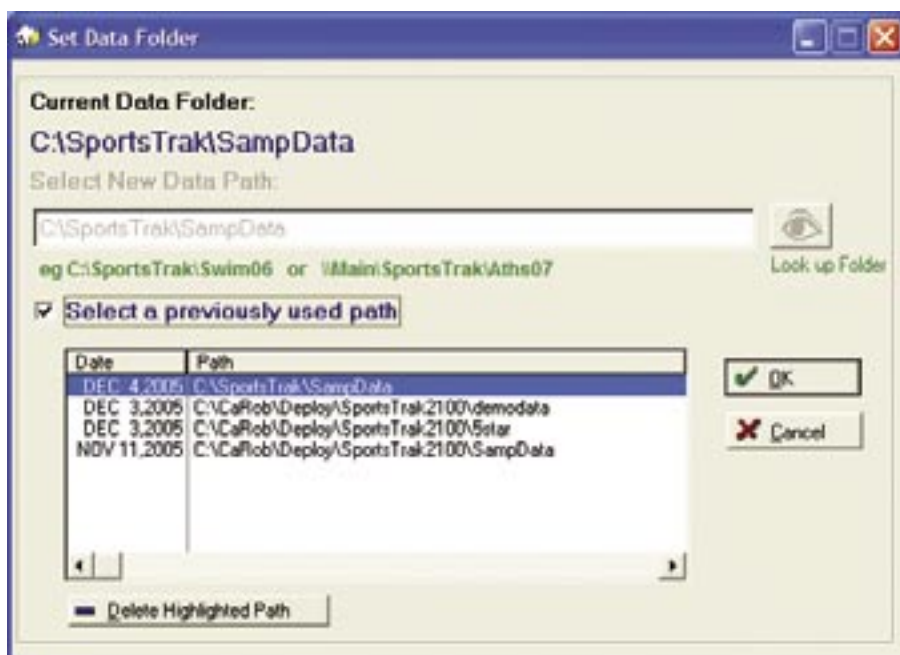 Set Data Folder
Current Data Folder:
C:\SportsTrak\SampData
Select New Data Path:
C:\SportsTrak\SampData
Look up Folder
eg C:\SportsTrak\Swim06 or \\Main\SportsTrak\Aths07
Select a previously used path
Date Path
DEC 4,2005 C:\SportsTrak\SampData
DEC 3,2005 C:\CaRob\Deploy\SportsTrak2100\demodata
DEC 3,2005 C:\CaRob\Deploy\SportsTrak2100\5star
NOV 11,2005 C:\CaRob\Deploy\SportsTrak2100\SampData
OK
Cancel
Delete Highlighted Path